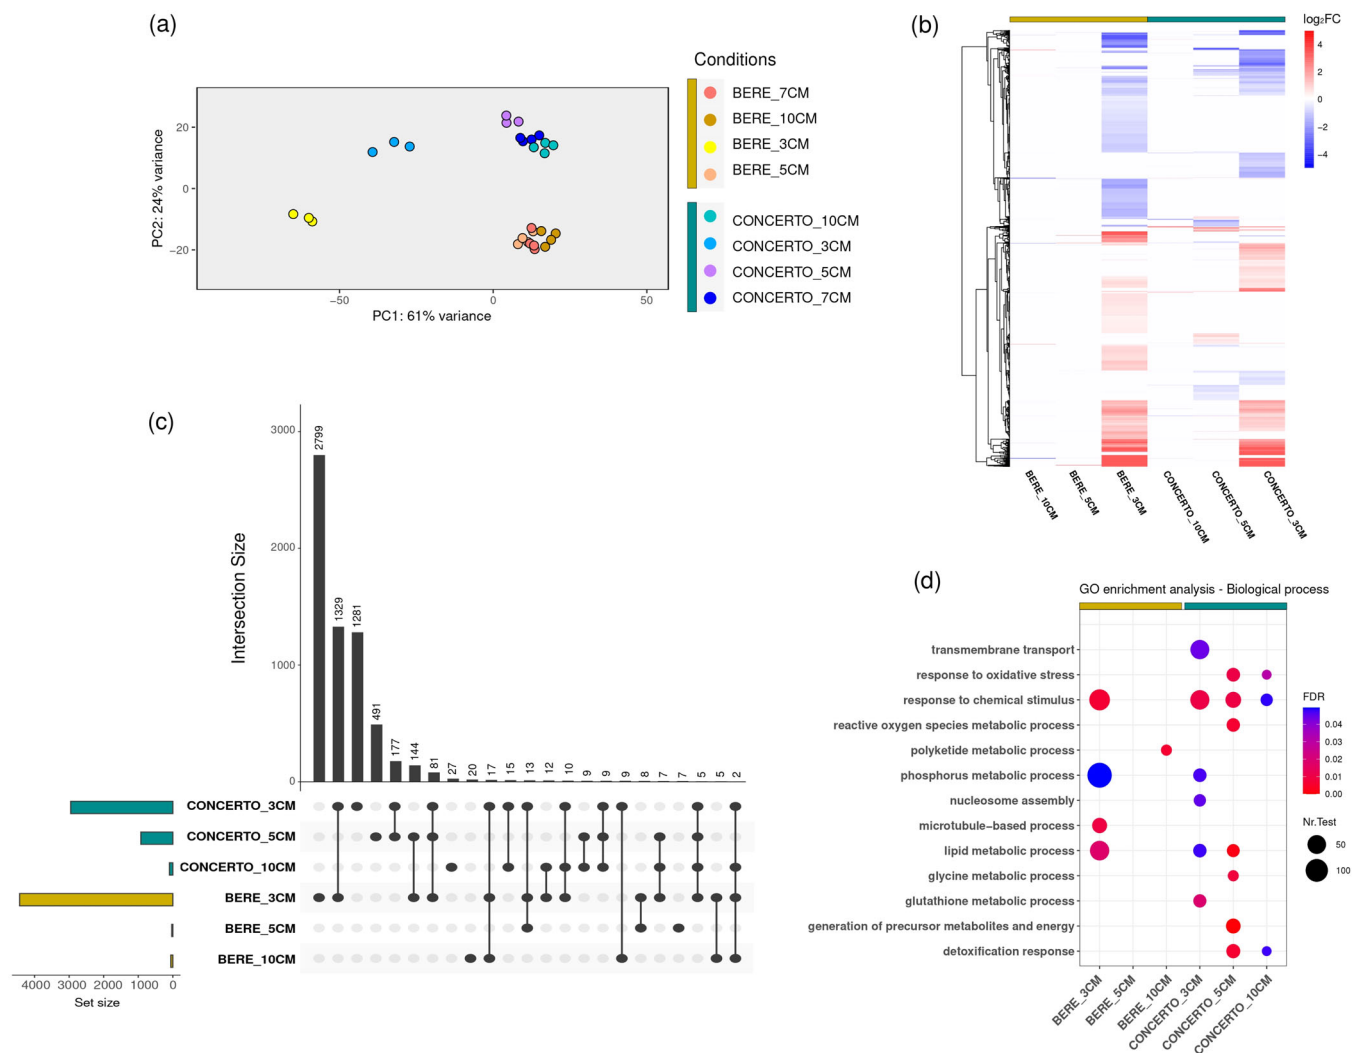 (a)
Conditions
BERE_7CM
BERE_10CM
BERE_3CM
BERE_5CM
CONCERTO_10CM
CONCERTO_3CM
CONCERTO_5CM
CONCERTO_7CM
PC2: 24% variance
20
0
−20
−50
0
50
PC1: 61% variance
(b)
log₂FC
4
2
0
−2
−4
BERE_10CM
BERE_5CM
BERE_3CM
CONCERTO_10CM
CONCERTO_5CM
CONCERTO_3CM
(c)
Intersection Size
3000
2000
1000
0
2799
1329
1281
491
177
144
81
27
20
17
15
13
12
10
9
9
9
8
7
7
5
5
2
CONCERTO_3CM
CONCERTO_5CM
CONCERTO_10CM
BERE_3CM
BERE_5CM
BERE_10CM
4000
3000
2000
1000
0
Set size
(d)
GO enrichment analysis - Biological process
transmembrane transport
response to oxidative stress
response to chemical stimulus
reactive oxygen species metabolic process
polyketide metabolic process
phosphorus metabolic process
nucleosome assembly
microtubule−based process
lipid metabolic process
glycine metabolic process
glutathione metabolic process
generation of precursor metabolites and energy
detoxification response
BERE_3CM
BERE_5CM
BERE_10CM
CONCERTO_3CM
CONCERTO_5CM
CONCERTO_10CM
FDR
0.04
0.03
0.02
0.01
0.00
Nr.Test
50
100